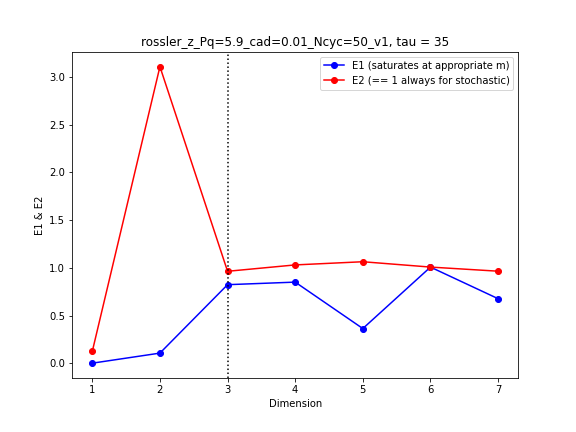 rossler_z_Pq=5.9_cad=0.01_Ncyc=50_v1, tau = 35
E1 (saturates at appropriate m)
E2 (== 1 always for stochastic)
E1 & E2
3.0
2.5
2.0
1.5
1.0
0.5
0.0
1 2 3 4 5 6 7
Dimension